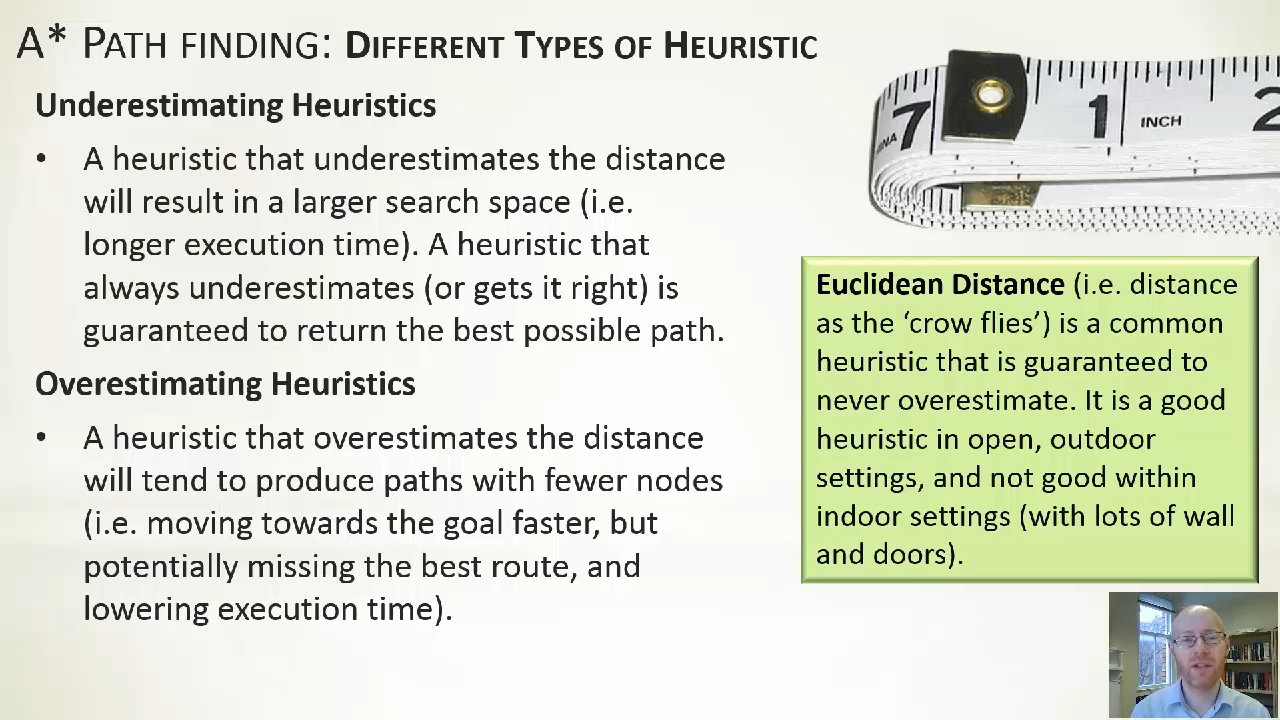 A* PATH FINDING: DIFFERENT TYPES OF HEURISTIC
Underestimating Heuristics
• A heuristic that underestimates the distance
will result in a larger search space (i.e.
longer execution time). A heuristic that
always underestimates (or gets it right) is
guaranteed to return the best possible path.
Overestimating Heuristics
• A heuristic that overestimates the distance
will tend to produce paths with fewer nodes
(i.e. moving towards the goal faster, but
potentially missing the best route, and
lowering execution time).
7 1 INCH 2
Euclidean Distance (i.e. distance
as the ‘crow flies’) is a common
heuristic that is guaranteed to
never overestimate. It is a good
heuristic in open, outdoor
settings, and not good within
indoor settings (with lots of wall
and doors).